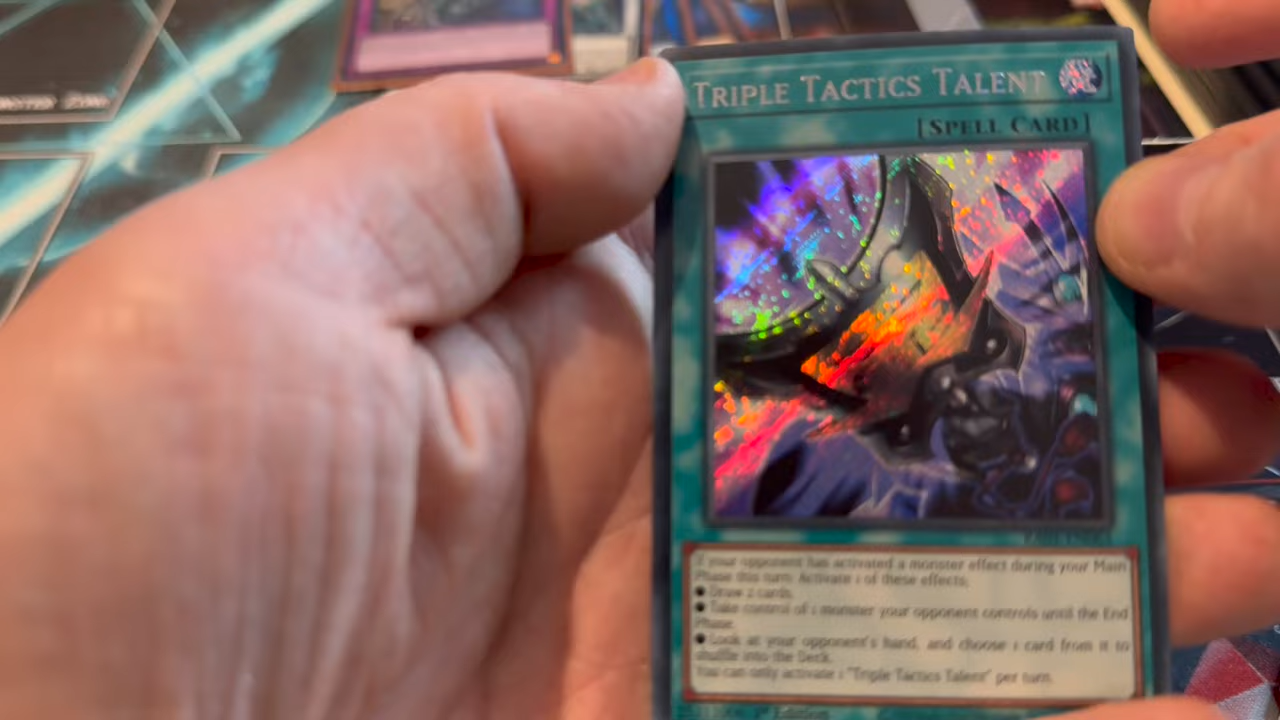 TRIPLE TACTICS TALENT
[SPELL CARD]
If your opponent has activated a monster effect during your Main
Phase this turn: Activate 1 of these effects;
● Draw 2 cards.
● Take control of 1 monster your opponent controls until the End
Phase.
● Look at your opponent's hand, and choose 1 card from it to
shuffle into the Deck.
You can only activate 1 "Triple Tactics Talent" per turn.
1st Edition